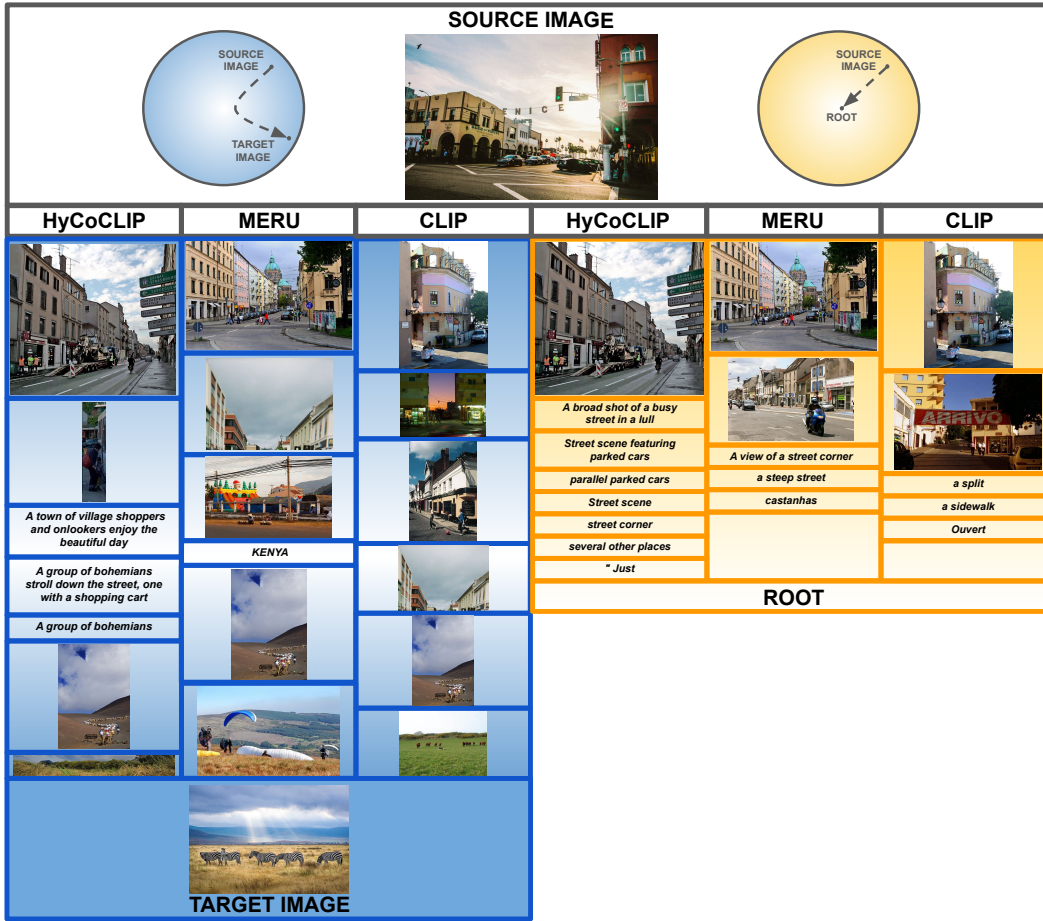 SOURCE IMAGE
SOURCE
IMAGE
TARGET
IMAGE
ENICE
SOURCE
IMAGE
ROOT
HyCoCLIP
MERU
CLIP
HyCoCLIP
MERU
CLIP
A town of village shoppers
and onlookers enjoy the
beautiful day
A group of bohemians
stroll down the street, one
with a shopping cart
A group of bohemians
KENYA
A broad shot of a busy
street in a lull
Street scene featuring
parked cars
parallel parked cars
Street scene
street corner
several other places
" Just
A view of a street corner
a steep street
castanhas
ARRIVO
a split
a sidewalk
Ouvert
ROOT
TARGET IMAGE